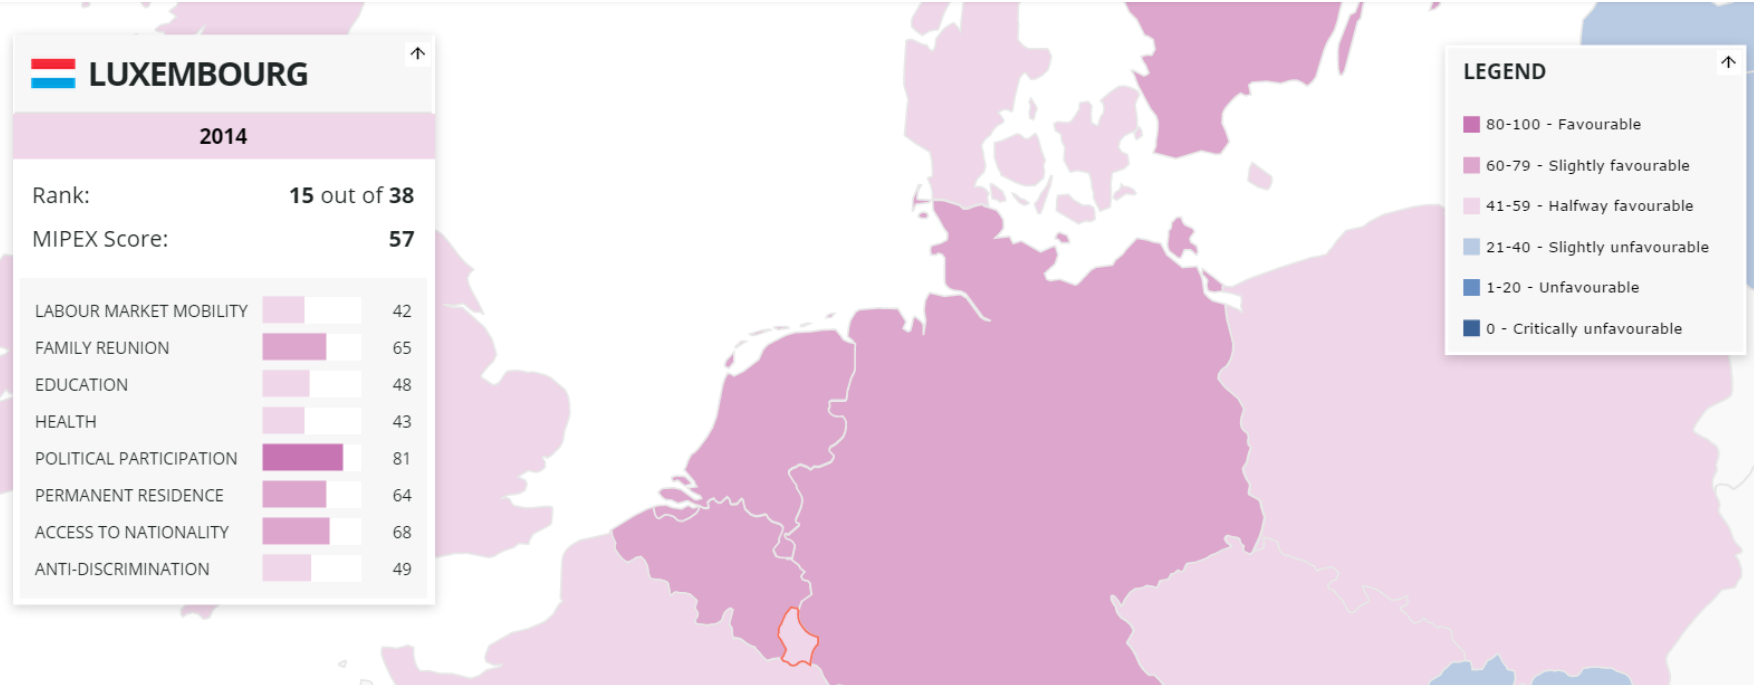 LUXEMBOURG
2014
Rank: 15 out of 38
MIPEX Score: 57
LABOUR MARKET MOBILITY 42
FAMILY REUNION 65
EDUCATION 48
HEALTH 43
POLITICAL PARTICIPATION 81
PERMANENT RESIDENCE 64
ACCESS TO NATIONALITY 68
ANTI-DISCRIMINATION 49
LEGEND
80-100 - Favourable
60-79 - Slightly favourable
41-59 - Halfway favourable
21-40 - Slightly unfavourable
1-20 - Unfavourable
0 - Critically unfavourable